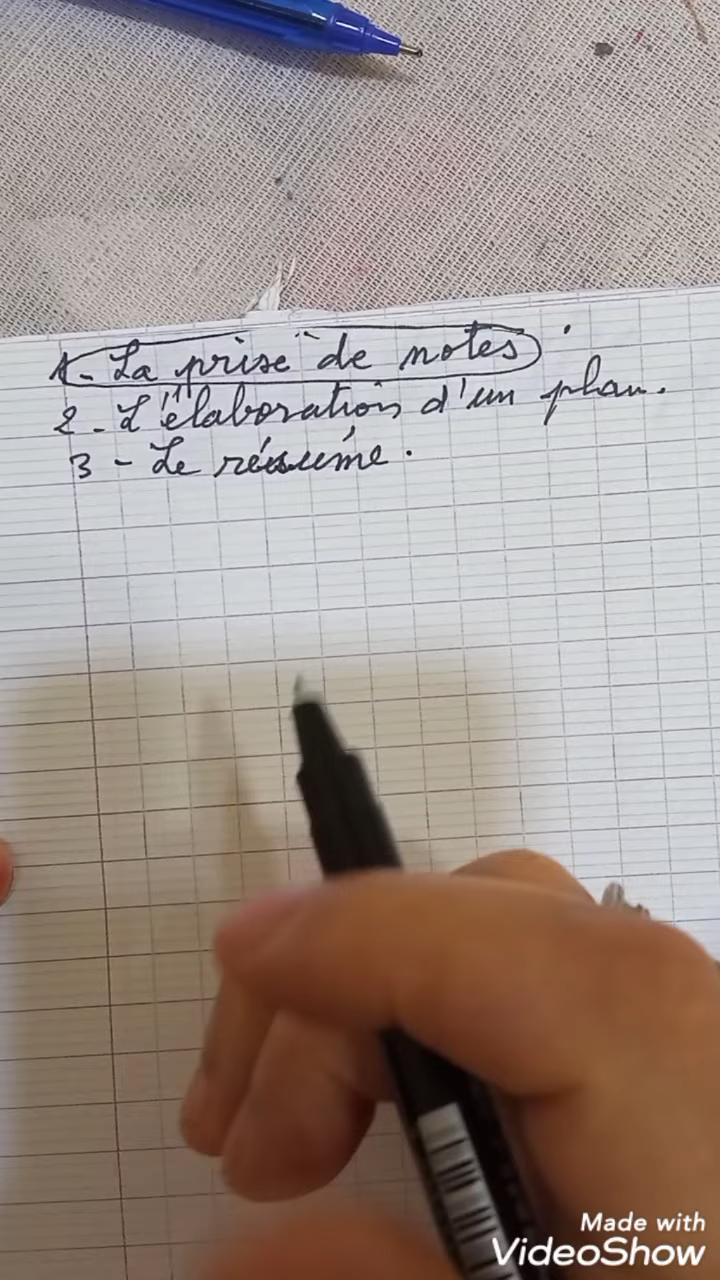 1- La prise de notes.
2- L'élaboration d'un plan.
3- Le résumé.
Made with
VideoShow